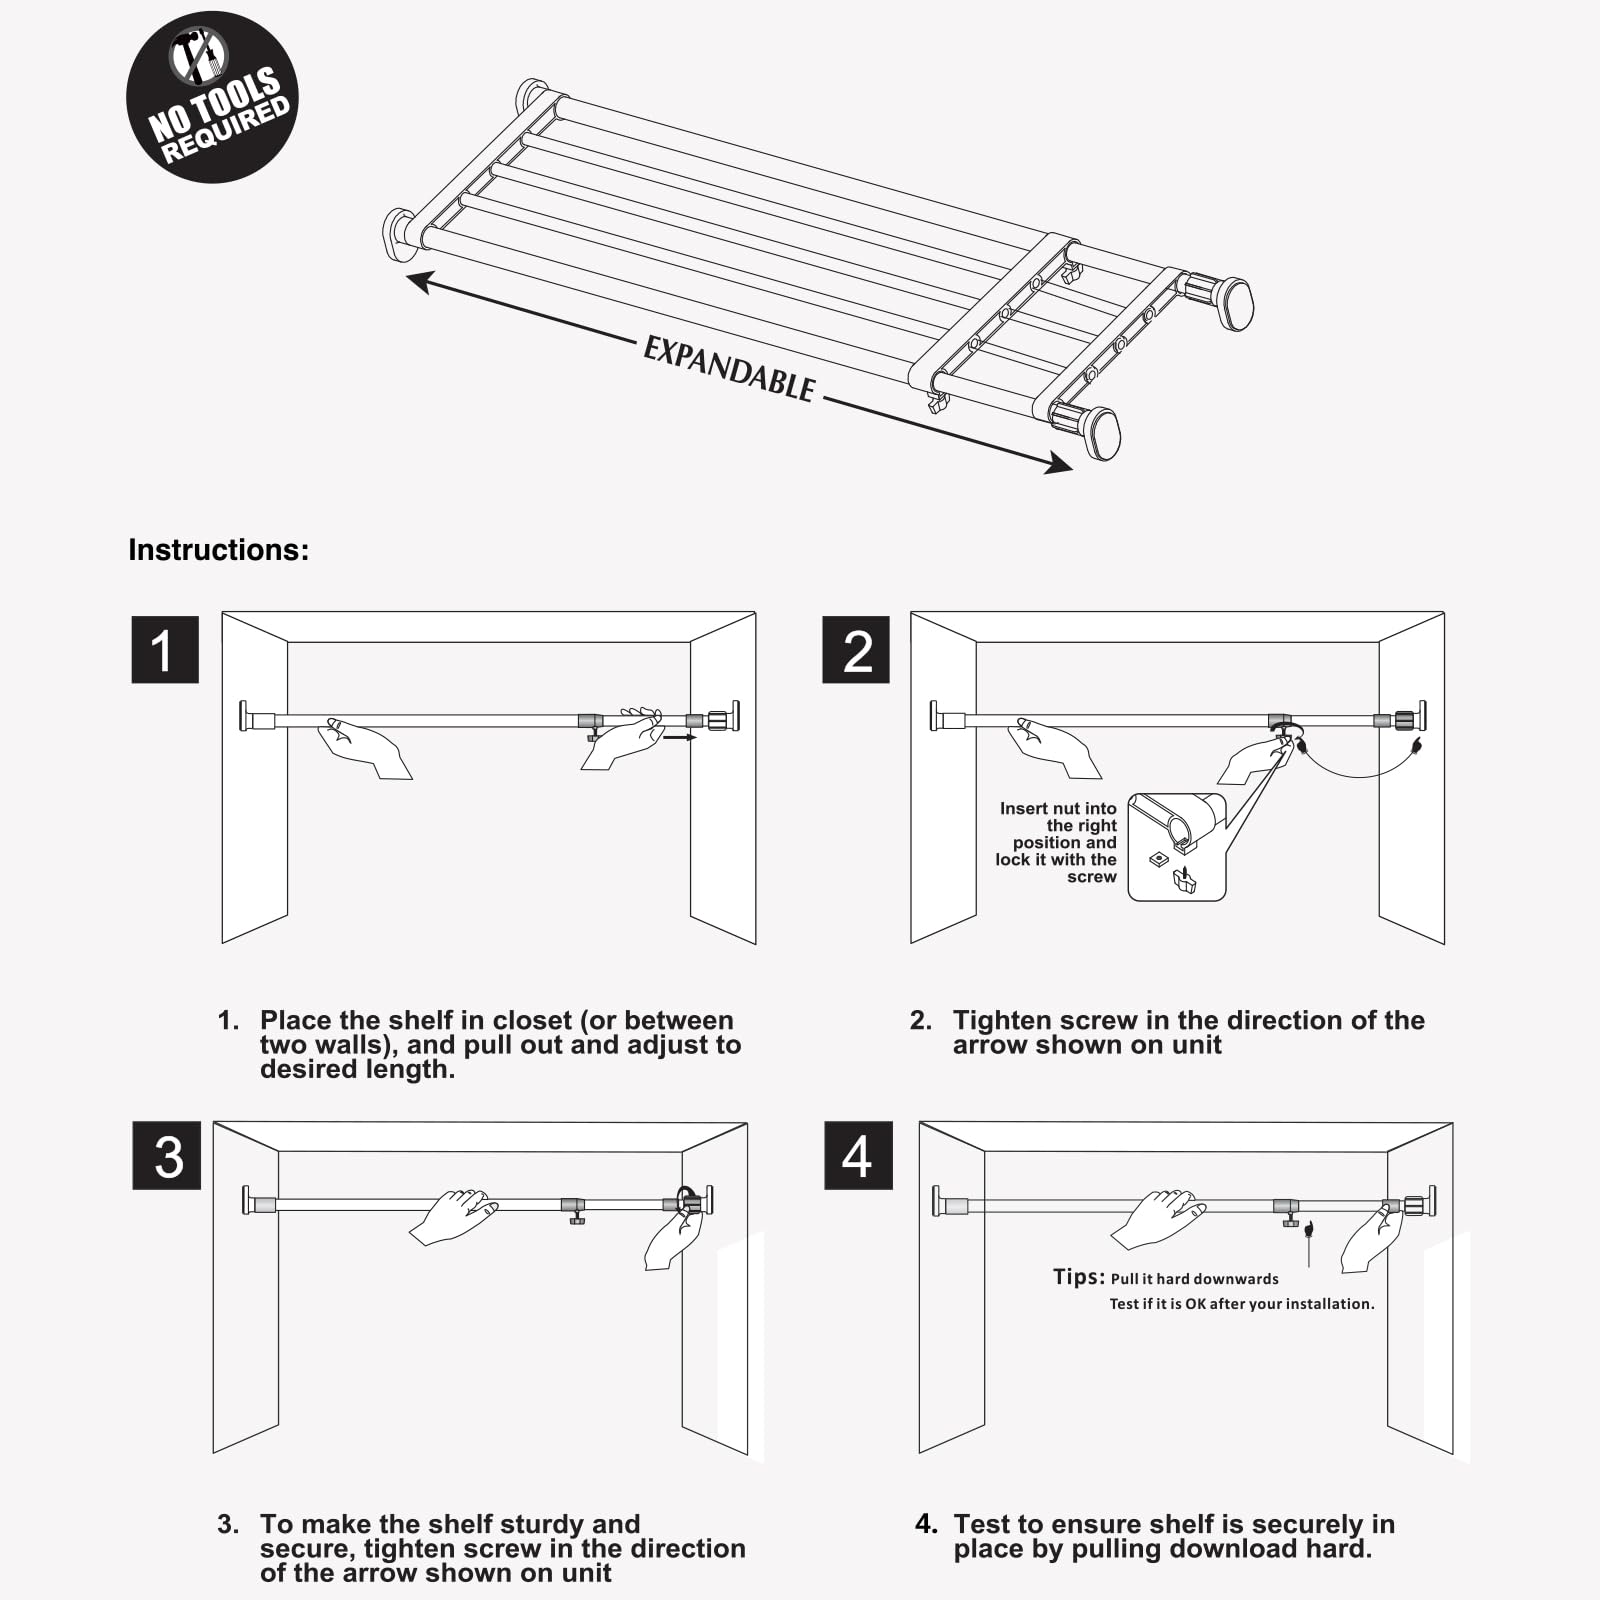 NO TOOLS
REQUIRED
EXPANDABLE
Instructions:
1
2
Insert nut into
the right
position and
lock it with the
screw
1. Place the shelf in closet (or between
two walls), and pull out and adjust to
desired length.
2. Tighten screw in the direction of the
arrow shown on unit
3
4
Tips: Pull it hard downwards
Test if it is OK after your installation.
3. To make the shelf sturdy and
secure, tighten screw in the direction
of the arrow shown on unit
4. Test to ensure shelf is securely in
place by pulling download hard.